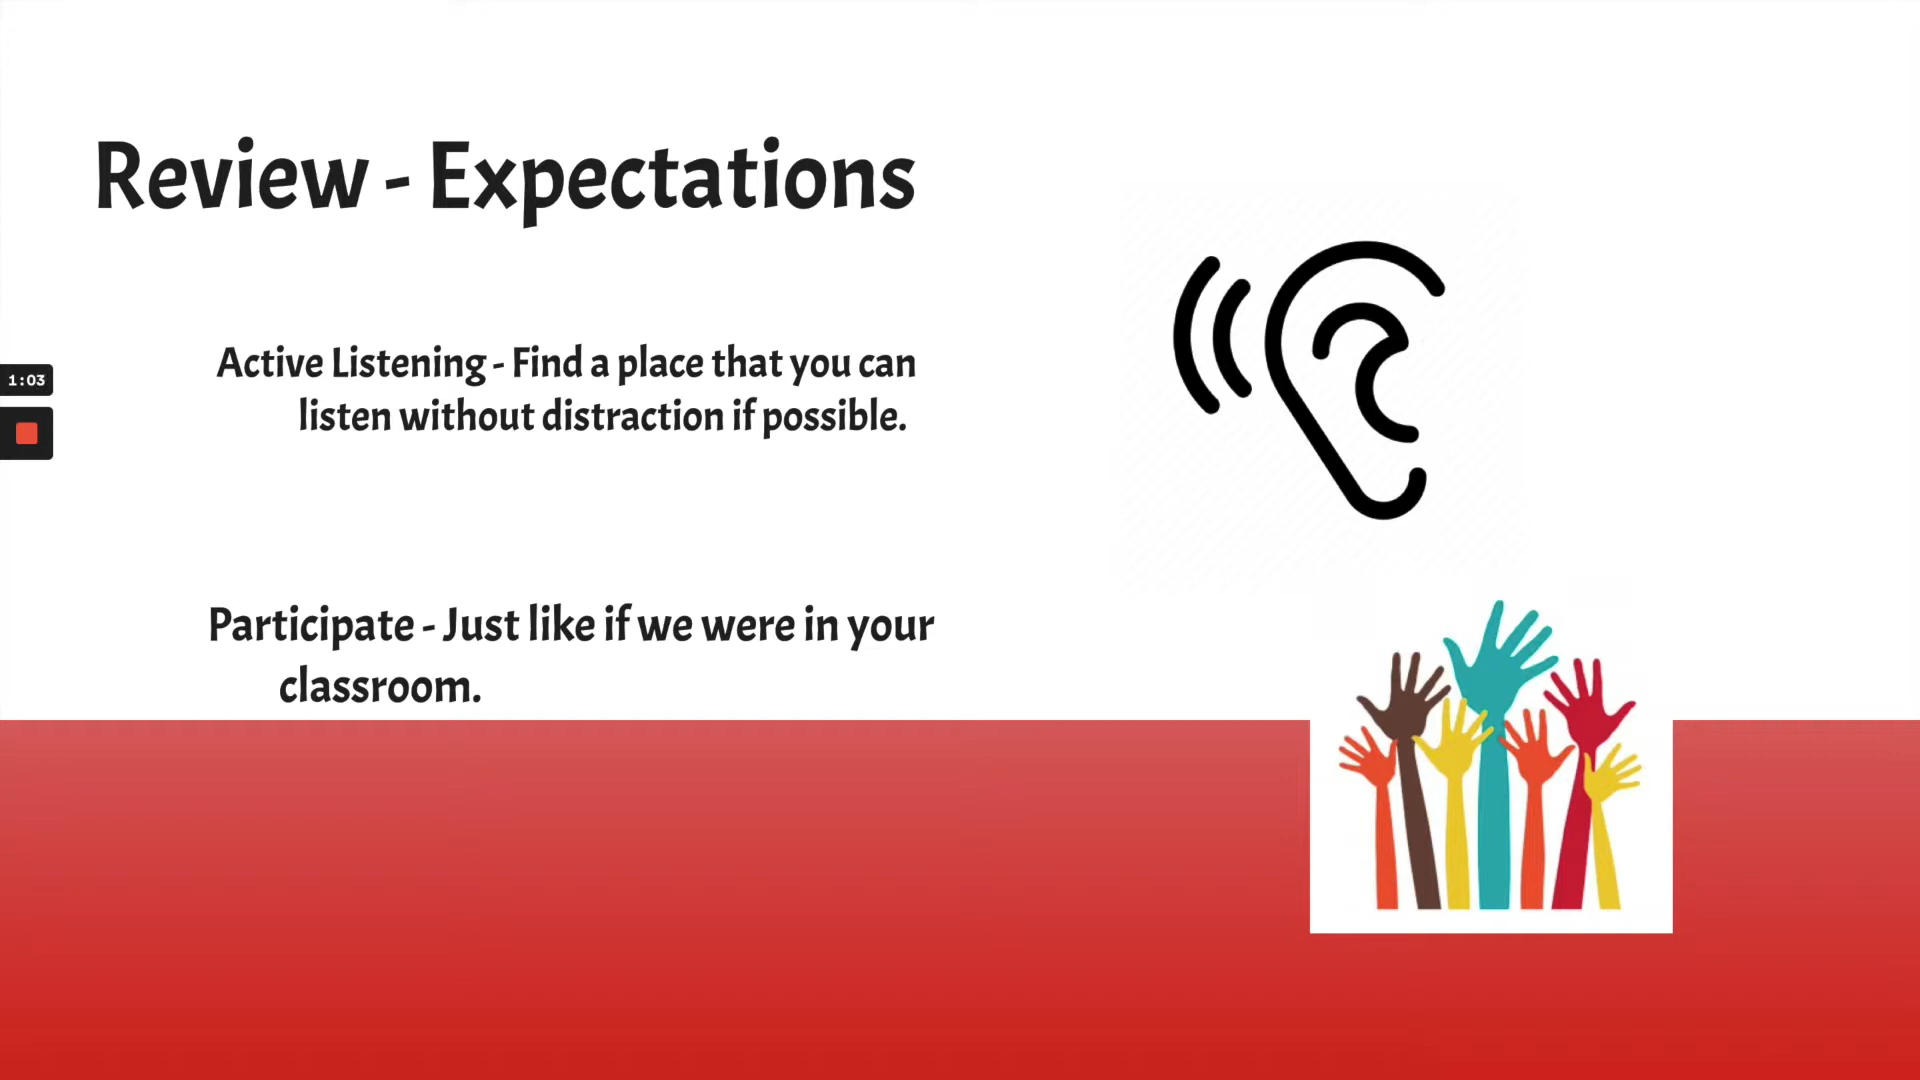 Review - Expectations
Active Listening - Find a place that you can
listen without distraction if possible.
1:03
Participate - Just like if we were in your
classroom.